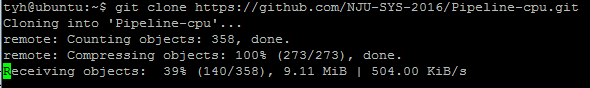 tyh@ubuntu:~$ git clone https://github.com/NJU-SYS-2016/Pipeline-cpu.git
Cloning into 'Pipeline-cpu'...
remote: Counting objects: 358, done.
remote: Compressing objects: 100% (273/273), done.
Receiving objects:  39% (140/358), 9.11 MiB | 504.00 KiB/s